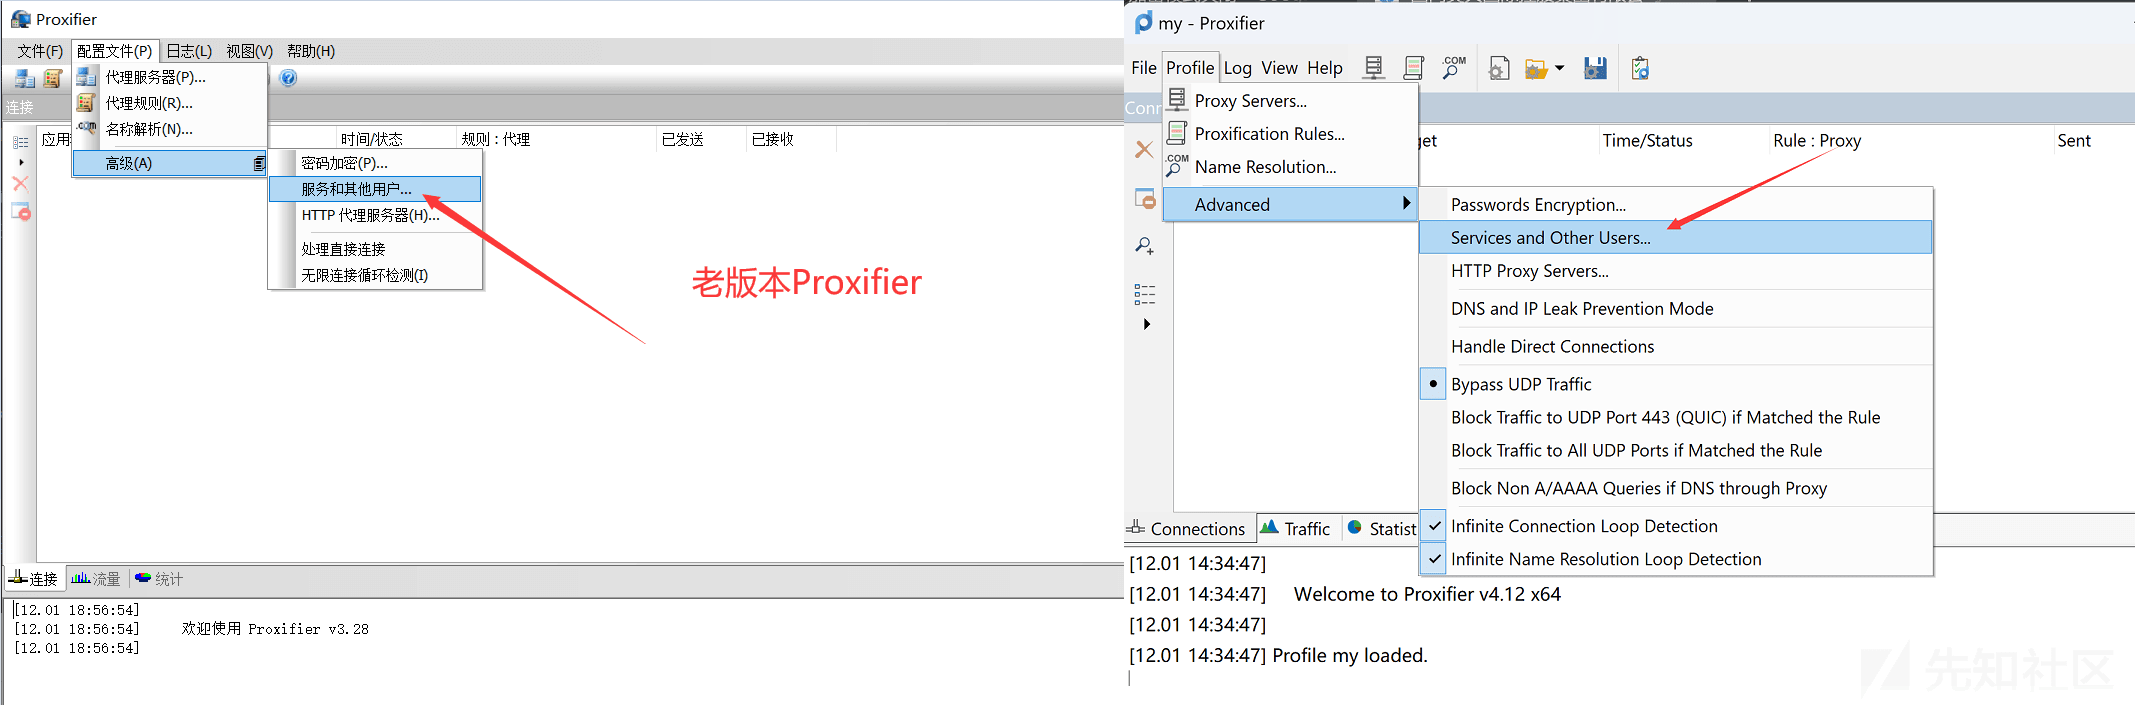 Proxifier
文件(F) 配置文件(P) 日志(L) 视图(V) 帮助(H)
代理服务器(P)...
连接
代理规则(R)...
名称解析(N)...
高级(A)
应用
时间/状态
规则 : 代理
已发送
已接收
密码加密(P)...
服务和其他用户...
HTTP 代理服务器(H)...
处理直接连接
无限连接循环检测(I)
老版本Proxifier
连接 流量 统计
[12.01 18:56:54]
[12.01 18:56:54] 欢迎使用 Proxifier v3.28
[12.01 18:56:54]
my - Proxifier
File Profile Log View Help
.COM
Conn
Proxy Servers...
Proxification Rules...
.COM
Name Resolution...
Advanced
get
Time/Status
Rule : Proxy
Sent
Passwords Encryption...
Services and Other Users...
HTTP Proxy Servers...
DNS and IP Leak Prevention Mode
Handle Direct Connections
Bypass UDP Traffic
Block Traffic to UDP Port 443 (QUIC) if Matched the Rule
Block Traffic to All UDP Ports if Matched the Rule
Block Non A/AAAA Queries if DNS through Proxy
Infinite Connection Loop Detection
Infinite Name Resolution Loop Detection
Connections Traffic Statist
[12.01 14:34:47]
[12.01 14:34:47] Welcome to Proxifier v4.12 x64
[12.01 14:34:47]
[12.01 14:34:47] Profile my loaded.
先知社区